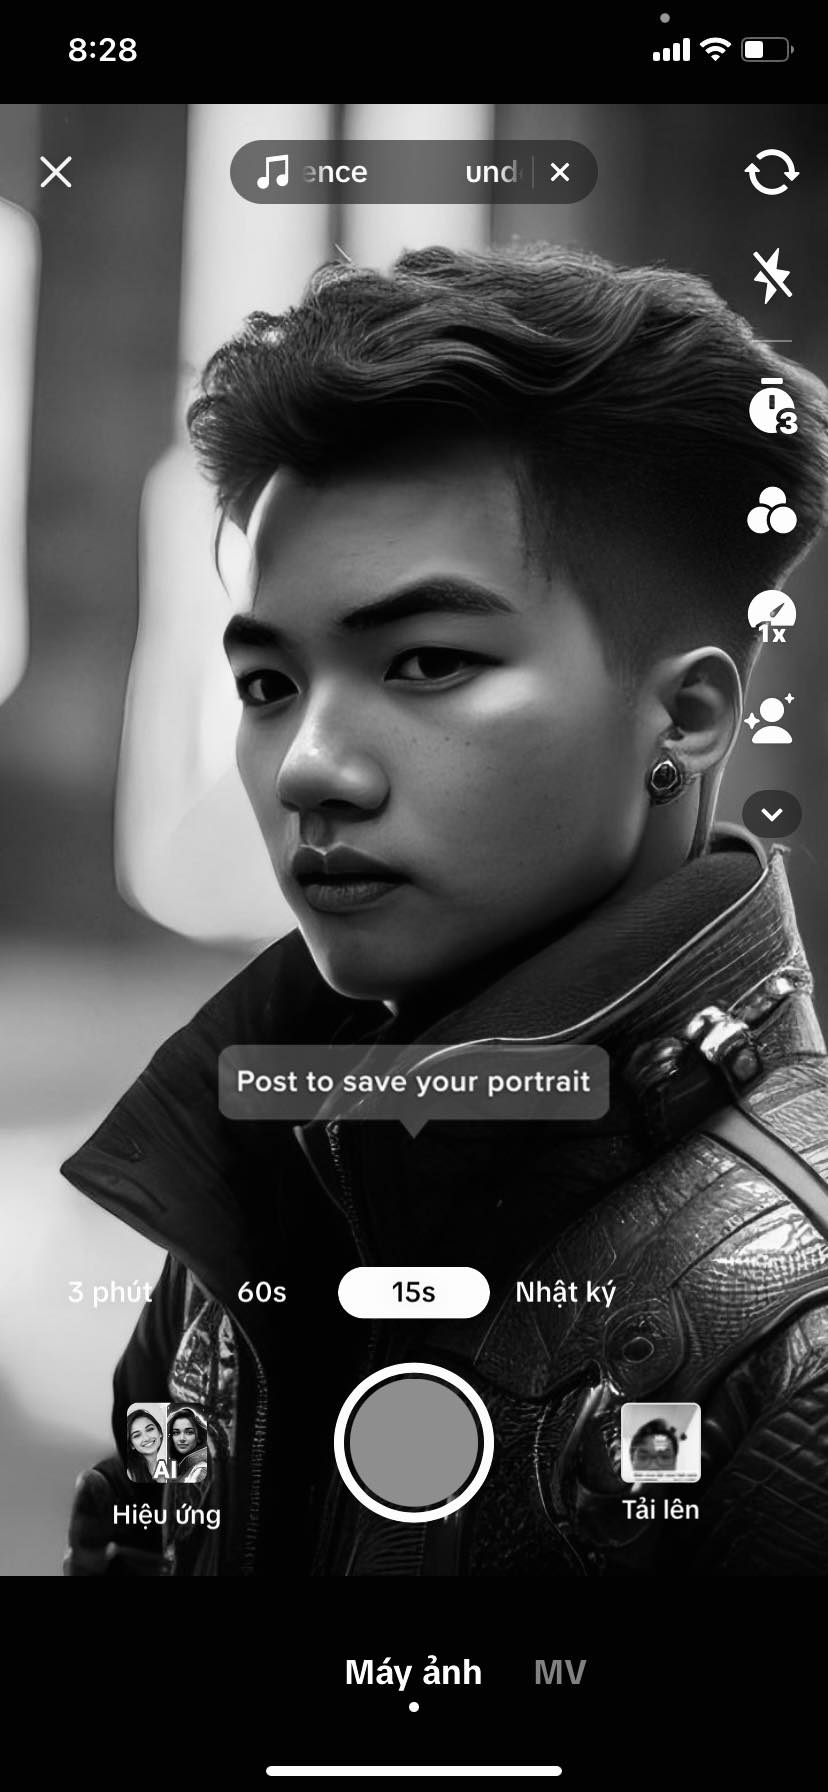 8:28
ence
und
3
1x
Post to save your portrait
3 phút
60s
15s
Nhật ký
AI
Hiệu ứng
Tải lên
Máy ảnh
MV